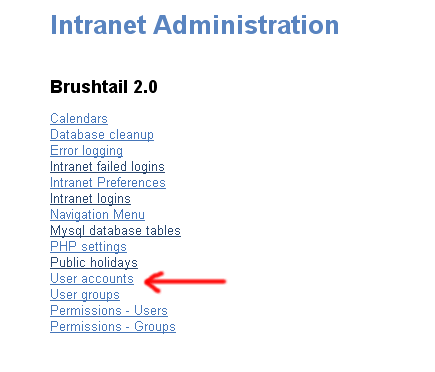 Intranet Administration
Brushtail 2.0
Calendars
Database cleanup
Error logging
Intranet failed logins
Intranet Preferences
Intranet logins
Navigation Menu
Mysql database tables
PHP settings
Public holidays
User accounts
User groups
Permissions - Users
Permissions - Groups